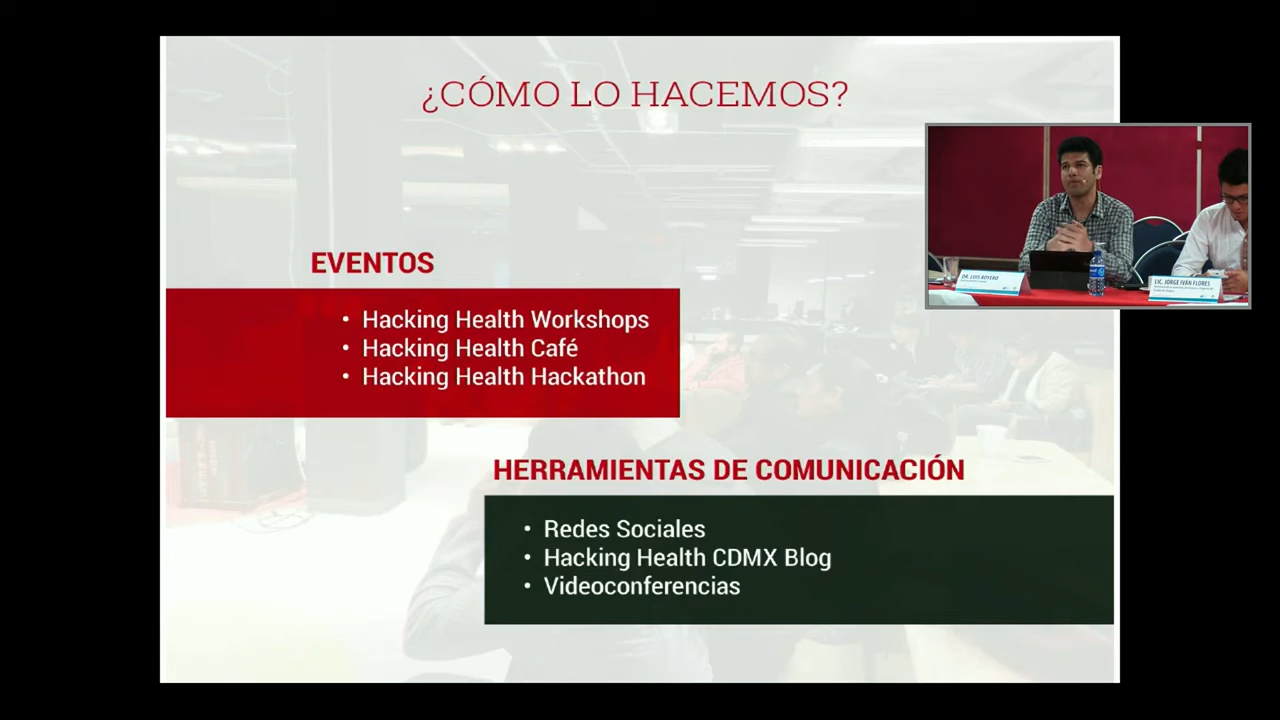 ¿CÓMO LO HACEMOS?
EVENTOS
• Hacking Health Workshops
• Hacking Health Café
• Hacking Health Hackathon
HERRAMIENTAS DE COMUNICACIÓN
• Redes Sociales
• Hacking Health CDMX Blog
• Videoconferencias
DR. LUIS ROVERO
LIC. JORGE IVÁN FLORES